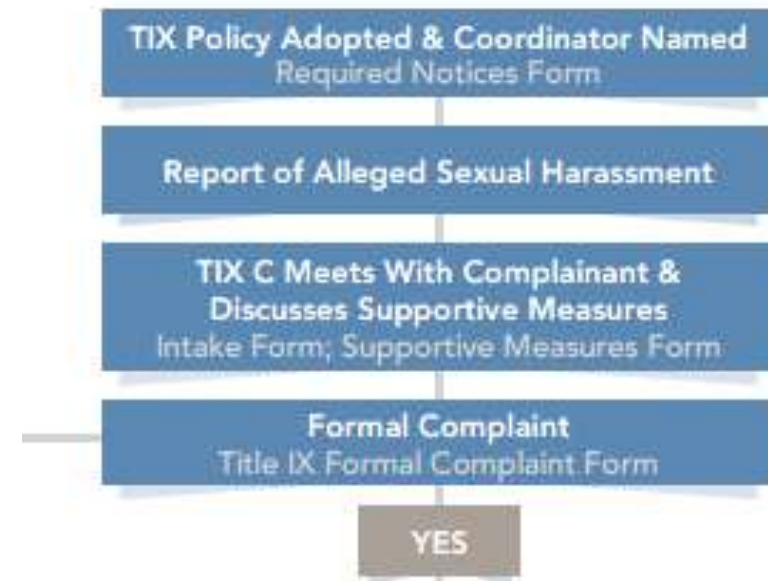 TIX Policy Adopted & Coordinator Named
Required Notices Form
Report of Alleged Sexual Harassment
TIX C Meets With Complainant &
Discusses Supportive Measures
Intake Form; Supportive Measures Form
Formal Complaint
Title IX Formal Complaint Form
YES